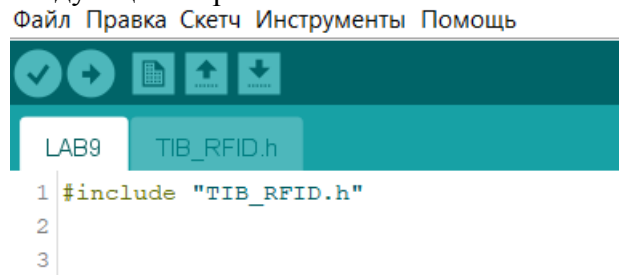 Файл Правка Скетч Инструменты Помощь
LAB9 TIB_RFID.h
1 #include "TIB_RFID.h"
2
3